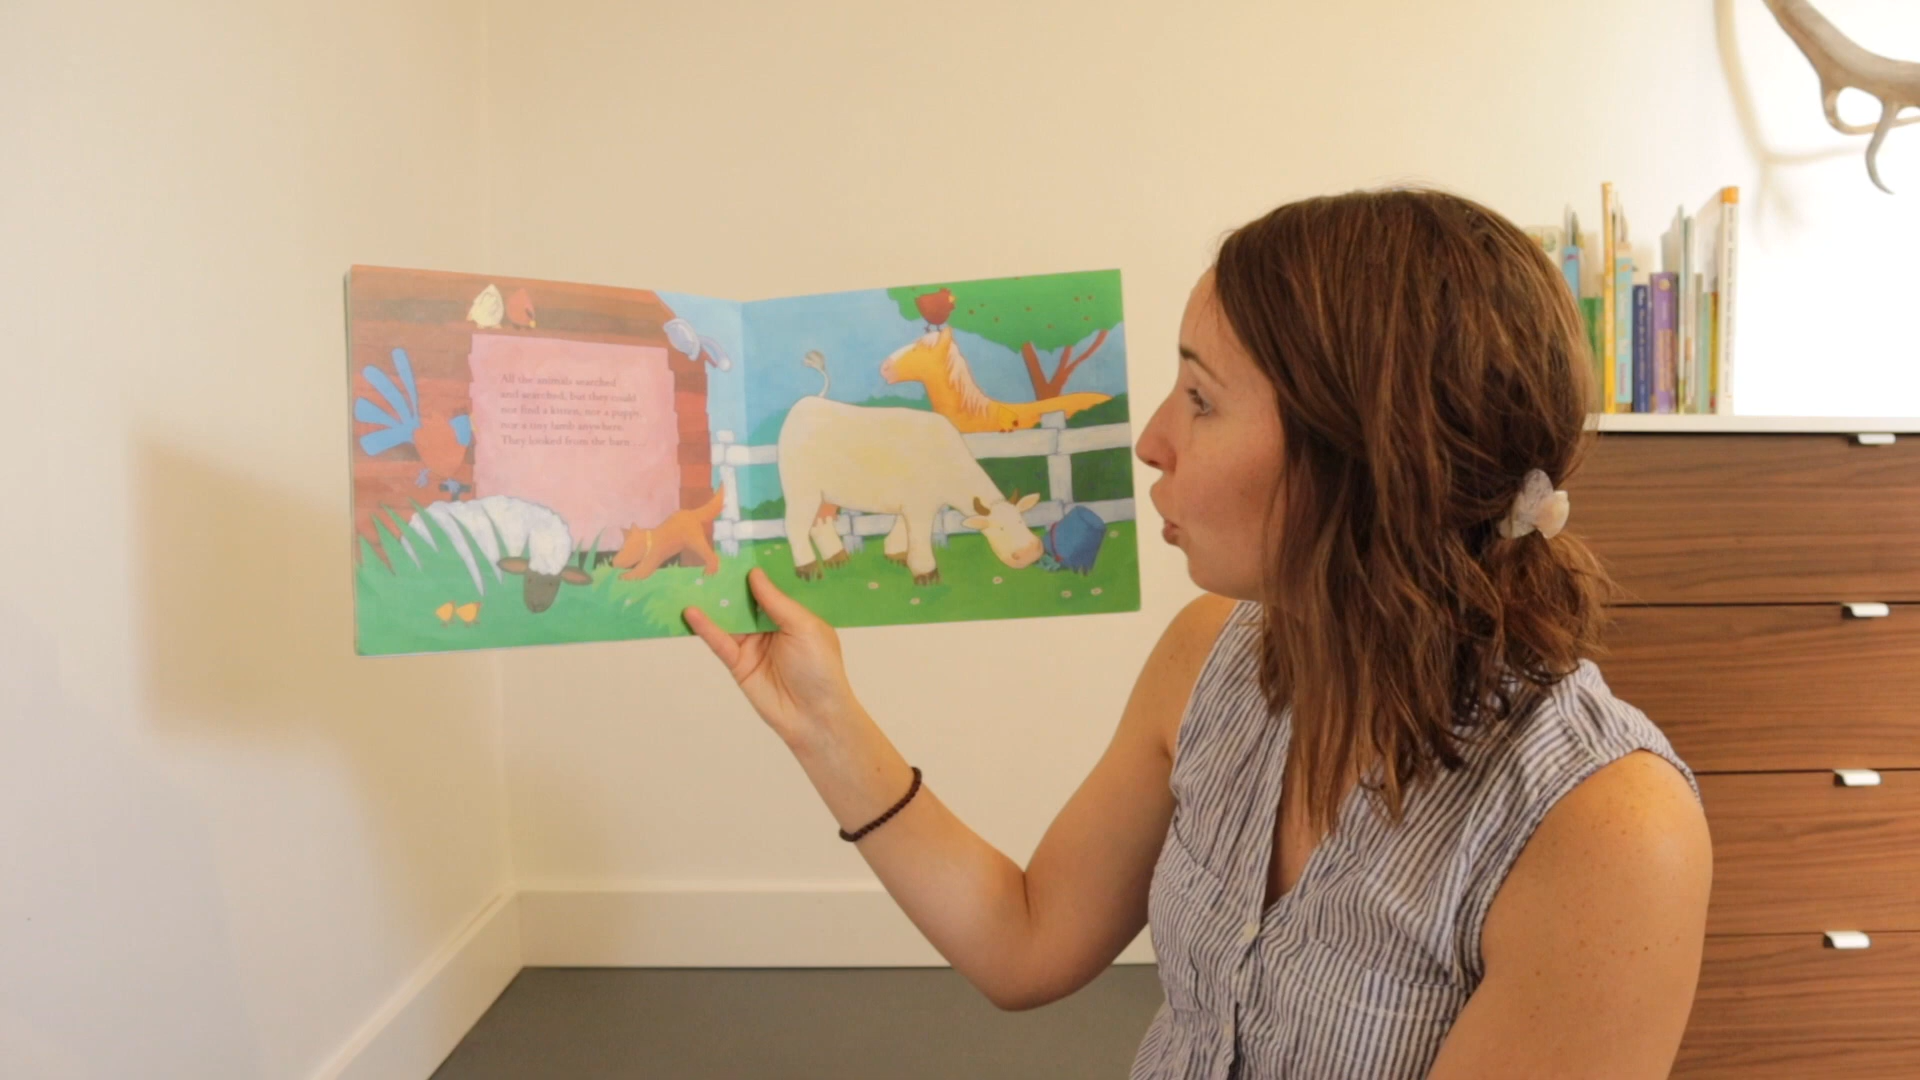 All the animals searched
and searched, but they could
not find a kitten, nor a puppy,
nor a tiny lamb anywhere.
They looked from the barn . . .